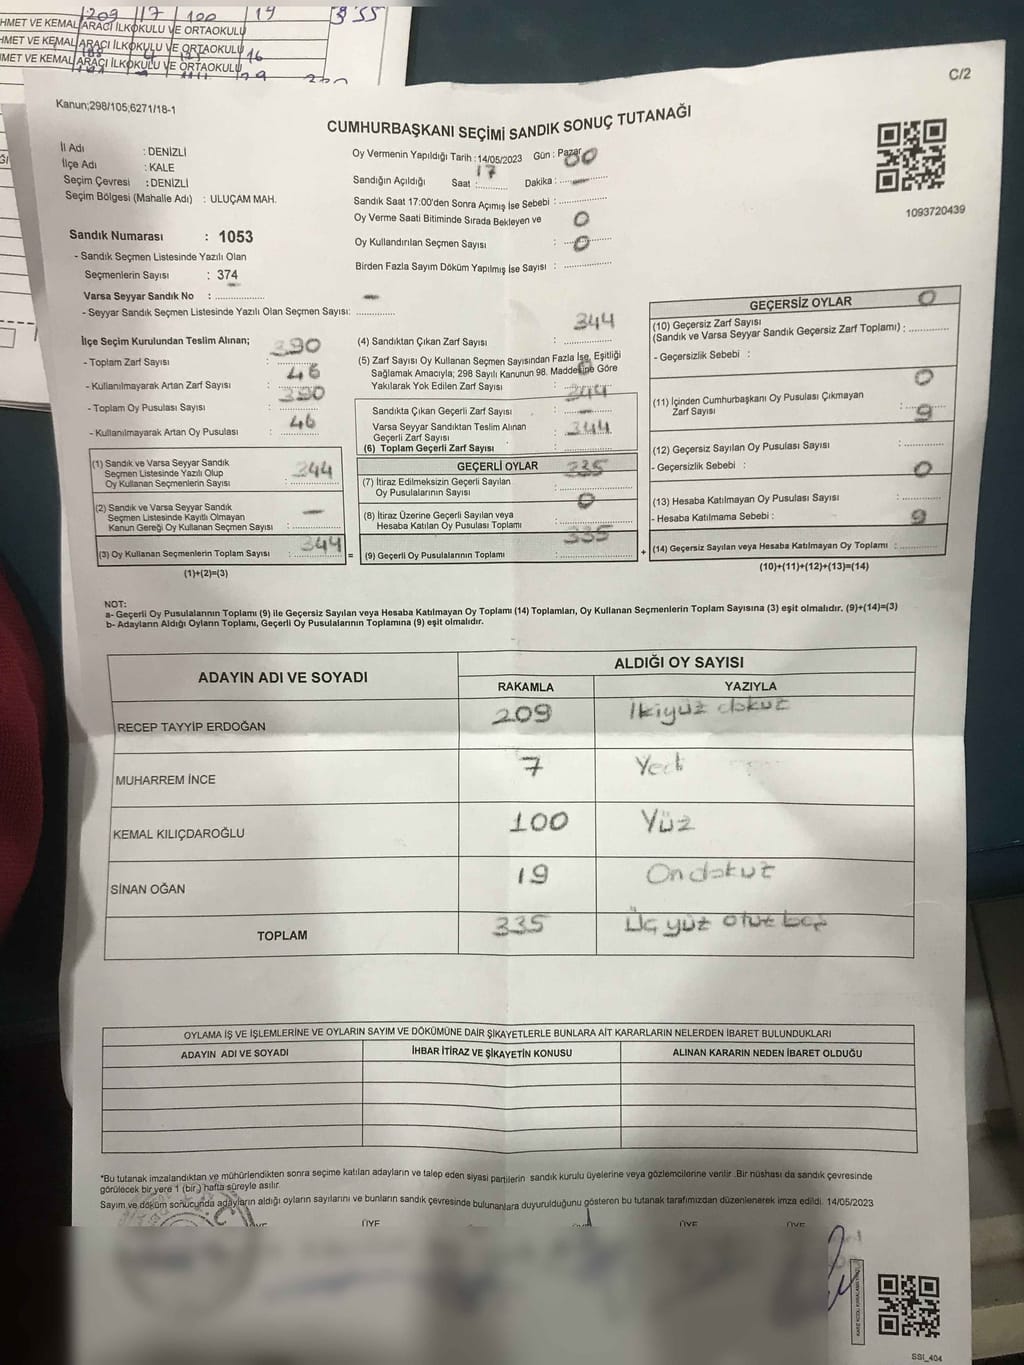 1209 17 100 19 355
HMET VE KEMAL ARACI İLKOKULU VE ORTAOKULU
HMET VE KEMAL ARACI İLKOKULU VE ORTAOKULU 16
HMET VE KEMAL ARACI İLKOKULU VE ORTAOKULU
C/2
Kanun;298/105;6271/18-1
CUMHURBAŞKANI SEÇİMİ SANDIK SONUÇ TUTANAĞI
İl Adı : DENİZLİ
İlçe Adı : KALE
Seçim Çevresi : DENİZLİ
Seçim Bölgesi (Mahalle Adı) : ULUÇAM MAH.
Oy Vermenin Yapıldığı Tarih : 14/05/2023 Gün : Pazar
Sandığın Açıldığı Saat : 17 Dakika : 00
Sandık Saat 17:00'den Sonra Açımış İse Sebebi : —
Oy Verme Saati Bitiminde Sırada Bekleyen ve 0
Oy Kullandırılan Seçmen Sayısı : 0
Birden Fazla Sayım Döküm Yapılmış İse Sayısı :
1093720439
Sandık Numarası : 1053
- Sandık Seçmen Listesinde Yazılı Olan
Seçmenlerin Sayısı : 374
Varsa Seyyar Sandık No : —
- Seyyar Sandık Seçmen Listesinde Yazılı Olan Seçmen Sayısı: —
İlçe Seçim Kurulundan Teslim Alınan;
- Toplam Zarf Sayısı : 390
- Kullanılmayarak Artan Zarf Sayısı : 46
- Toplam Oy Pusulası Sayısı : 390
- Kullanılmayarak Artan Oy Pusulası : 46
(1) Sandık ve Varsa Seyyar Sandık
Seçmen Listesinde Yazılı Olup
Oy Kullanan Seçmenlerin Sayısı : 344
(2) Sandık ve Varsa Seyyar Sandık
Seçmen Listesinde Kayıtlı Olmayan
Kanun Gereği Oy Kullanan Seçmen Sayısı : —
(3) Oy Kullanan Seçmenlerin Toplam Sayısı : 344
(1)+(2)=(3)
=
(4) Sandıktan Çıkan Zarf Sayısı : 344
(5) Zarf Sayısı Oy Kullanan Seçmen Sayısından Fazla İse, Eşitliği
Sağlamak Amacıyla; 298 Sayılı Kanunun 98. Maddesine Göre
Yakılarak Yok Edilen Zarf Sayısı : 0
Sandıkta Çıkan Geçerli Zarf Sayısı : 344
Varsa Seyyar Sandıktan Teslim Alınan
Geçerli Zarf Sayısı : —
(6) Toplam Geçerli Zarf Sayısı : 344
GEÇERLİ OYLAR
(7) İtiraz Edilmeksizin Geçerli Sayılan
Oy Pusulalarının Sayısı : 335
(8) İtiraz Üzerine Geçerli Sayılan veya
Hesaba Katılan Oy Pusulası Toplamı : 0
(9) Geçerli Oy Pusulalarının Toplamı : 335
+
GEÇERSİZ OYLAR
(10) Geçersiz Zarf Sayısı
(Sandık ve Varsa Seyyar Sandık Geçersiz Zarf Toplamı) : 0
- Geçersizlik Sebebi :
(11) İçinden Cumhurbaşkanı Oy Pusulası Çıkmayan
Zarf Sayısı : 0
(12) Geçersiz Sayılan Oy Pusulası Sayısı : 9
- Geçersizlik Sebebi :
(13) Hesaba Katılmayan Oy Pusulası Sayısı : 0
- Hesaba Katılmama Sebebi :
(14) Geçersiz Sayılan veya Hesaba Katılmayan Oy Toplamı : 9
(10)+(11)+(12)+(13)=(14)
NOT:
a- Geçerli Oy Pusulalarının Toplamı (9) ile Geçersiz Sayılan veya Hesaba Katılmayan Oy Toplamı (14) Toplamları, Oy Kullanan Seçmenlerin Toplam Sayısına (3) eşit olmalıdır. (9)+(14)=(3)
b- Adayların Aldığı Oyların Toplamı, Geçerli Oy Pusulalarının Toplamına (9) eşit olmalıdır.
ADAYIN ADI VE SOYADI ALDIĞI OY SAYISI
RAKAMLA YAZIYLA
RECEP TAYYİP ERDOĞAN 209 İkiyüz dokuz
MUHARREM İNCE 7 Yedi
KEMAL KILIÇDAROĞLU 100 Yüz
SİNAN OĞAN 19 Ondokuz
TOPLAM 335 Üç yüz otuz beş
OYLAMA İŞ VE İŞLEMLERİNE VE OYLARIN SAYIM VE DÖKÜMÜNE DAİR ŞİKAYETLERLE BUNLARA AİT KARARLARIN NELERDEN İBARET BULUNDUKLARI
ADAYIN ADI VE SOYADI İHBAR İTİRAZ VE ŞİKAYETİN KONUSU ALINAN KARARIN NEDEN İBARET OLDUĞU
*Bu tutanak imzalandıktan ve mühürlendikten sonra seçime katılan adayların ve talep eden siyasi partilerin sandık kurulu üyelerine veya gözlemcilerine verilir .Bir nüshası da sandık çevresinde
görülecek bir yere 1 (bir) hafta süreyle asılır.
Sayım ve döküm sonucunda adayların aldığı oyların sayılarını ve bunların sandık çevresinde bulunanlara duyurulduğunu gösteren bu tutanak tarafımızdan düzenlenerek imza edildi. 14/05/2023
ÜYE ÜYE ÜYE
SSI_404